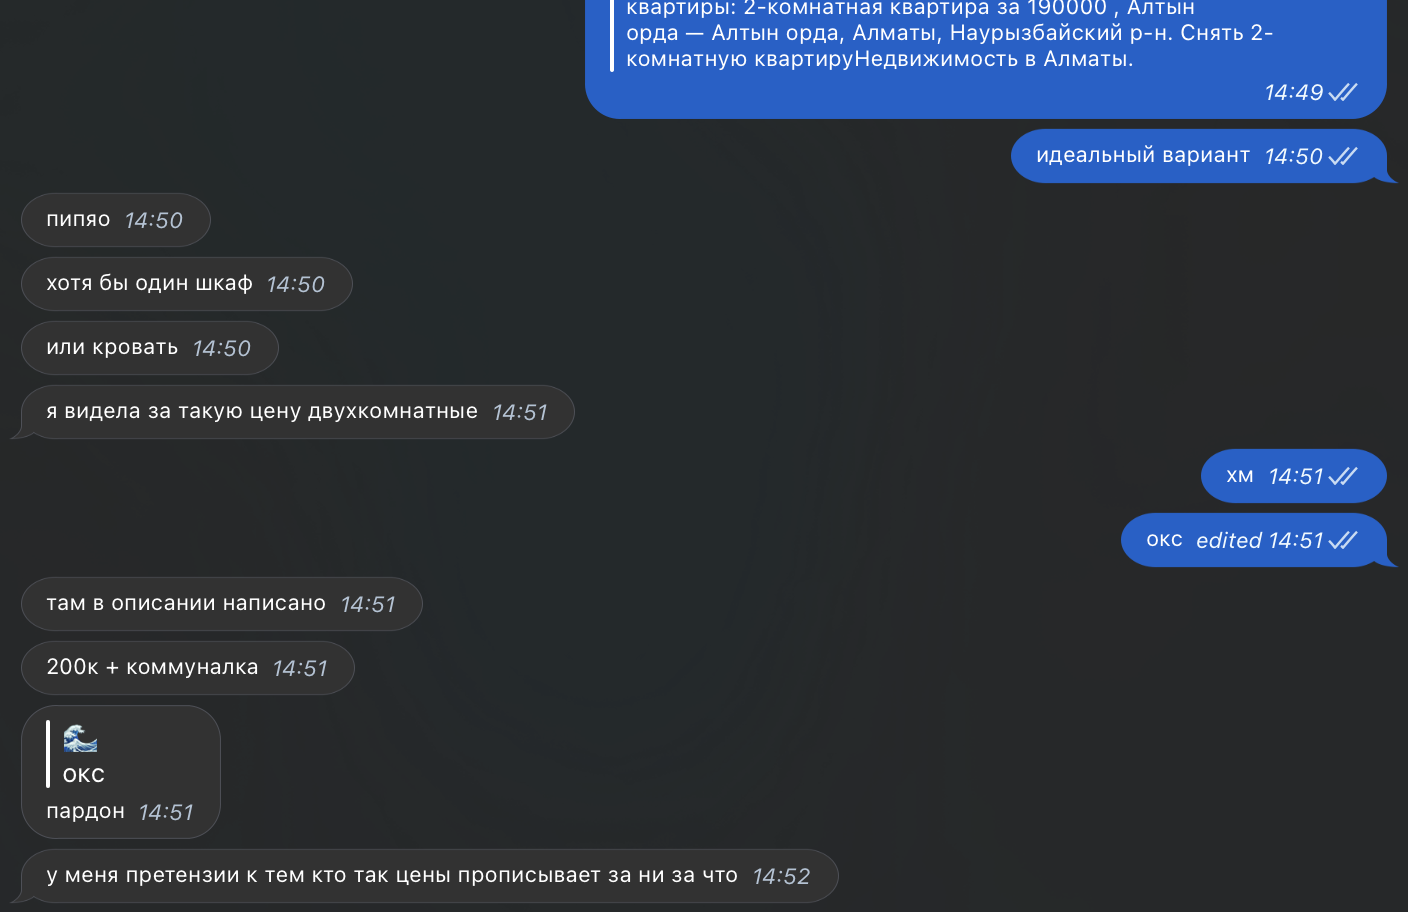 квартиры: 2-комнатная квартира за 190000 , Алтын
орда — Алтын орда, Алматы, Наурызбайский р-н. Снять 2-
комнатную квартируНедвижимость в Алматы.
14:49
идеальный вариант 14:50
пипяо 14:50
хотя бы один шкаф 14:50
или кровать 14:50
я видела за такую цену двухкомнатные 14:51
хм 14:51
окс edited 14:51
там в описании написано 14:51
200к + коммуналка 14:51
🌊
окс
пардон 14:51
у меня претензии к тем кто так цены прописывает за ни за что 14:52